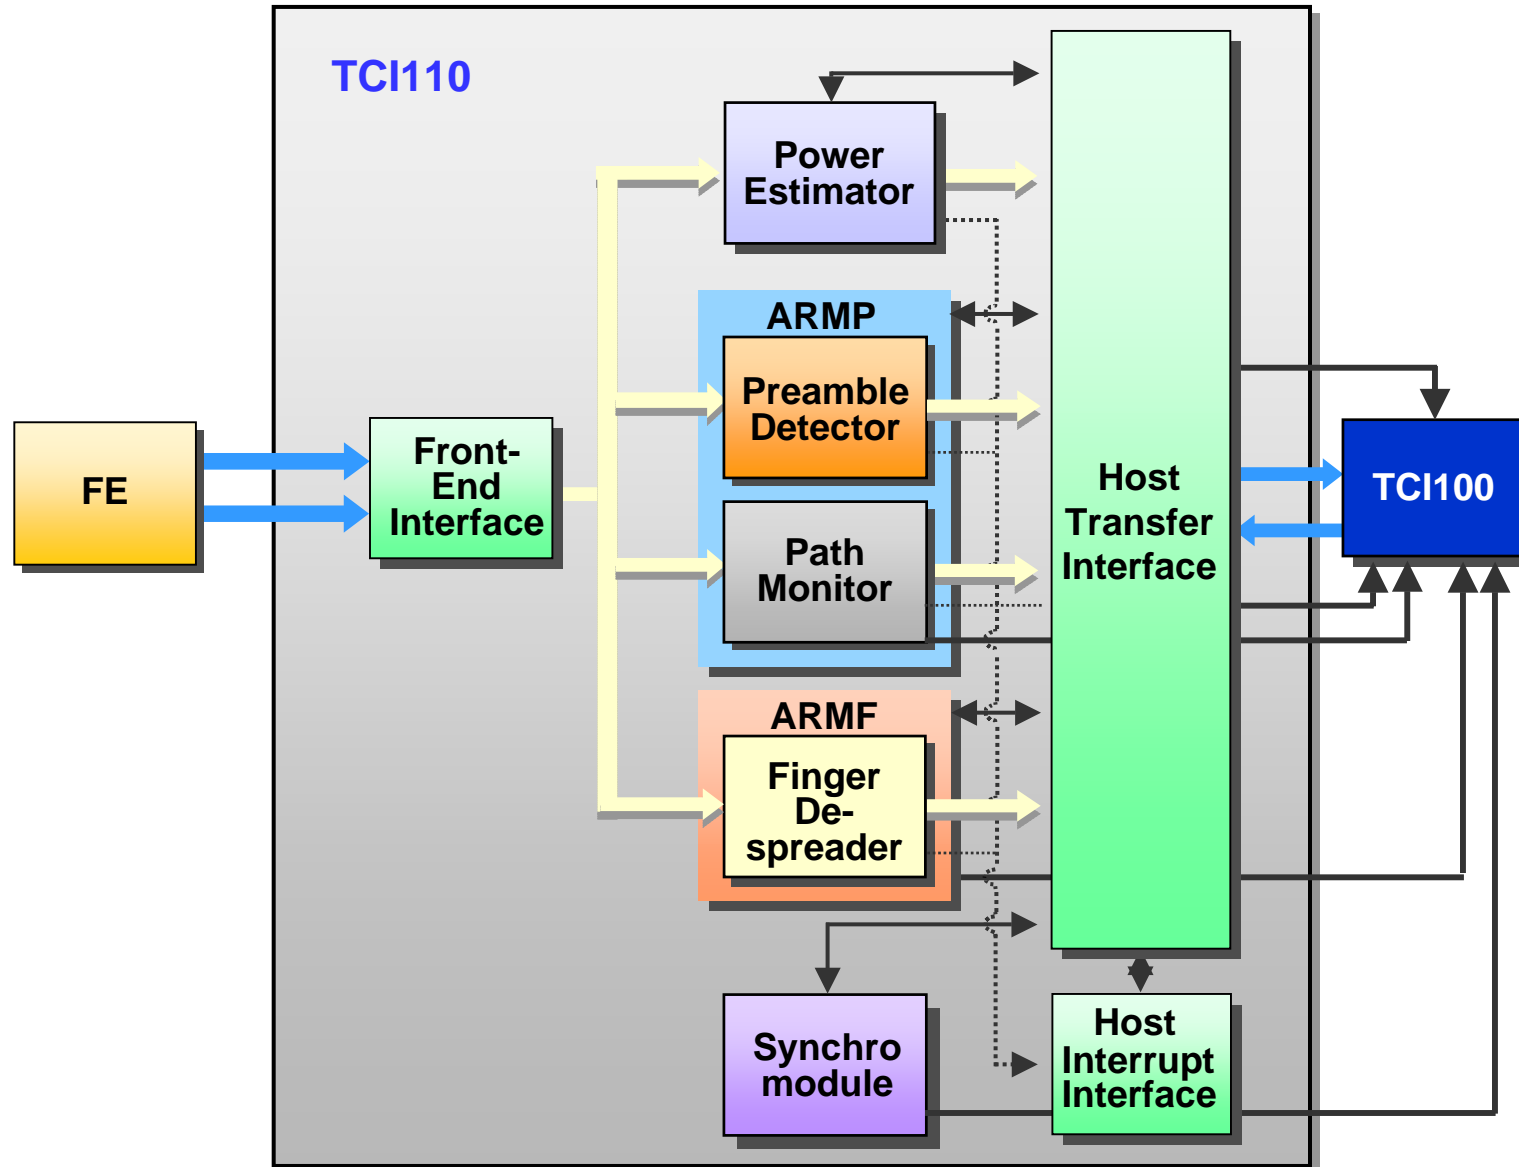 TCI110
Power
Estimator
ARMP
Preamble
Detector
Path
Monitor
FE
Front-
End
Interface
Host
Transfer
Interface
TCI100
ARMF
Finger
De-
spreader
Synchro
module
Host
Interrupt
Interface